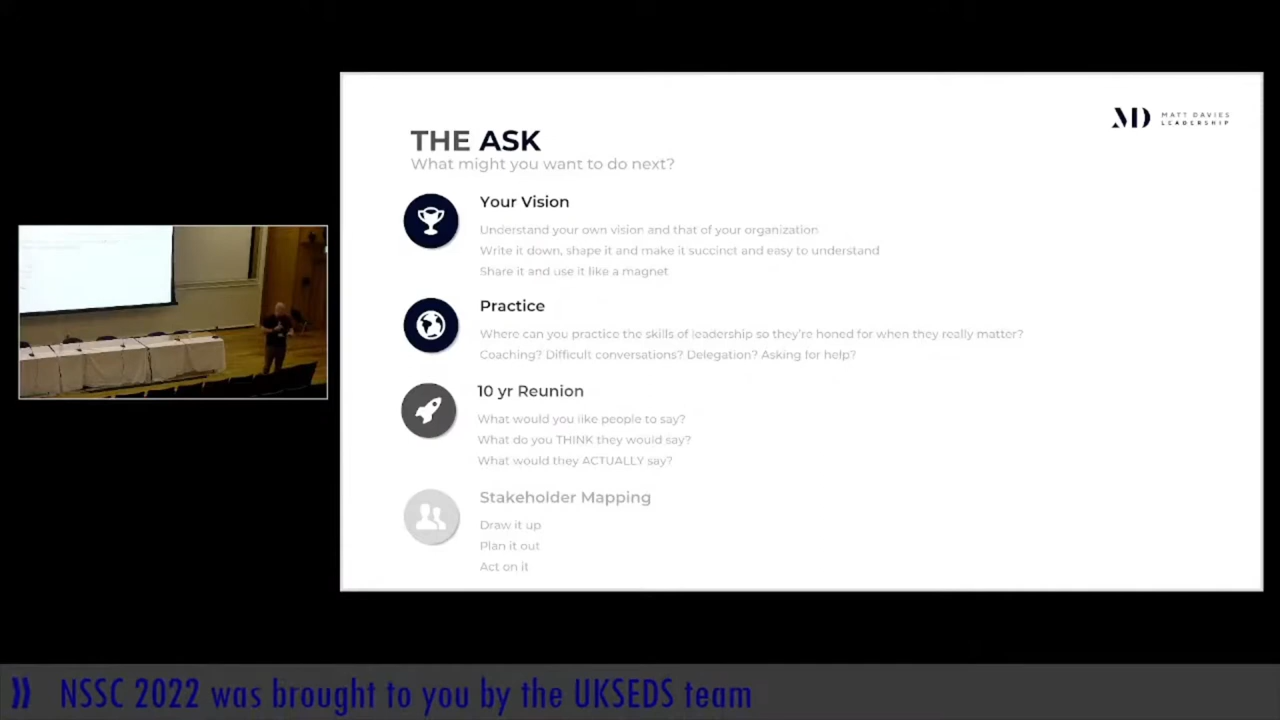 THE ASK
What might you want to do next?
MD MATT DAVIES
LEADERSHIP
Your Vision
Understand your own vision and that of your organization
Write it down, shape it and make it succinct and easy to understand
Share it and use it like a magnet
Practice
Where can you practice the skills of leadership so they're honed for when they really matter?
Coaching? Difficult conversations? Delegation? Asking for help?
10 yr Reunion
What would you like people to say?
What do you THINK they would say?
What would they ACTUALLY say?
Stakeholder Mapping
Draw it up
Plan it out
Act on it
NSSC 2022 was brought to you by the UKSEDS team